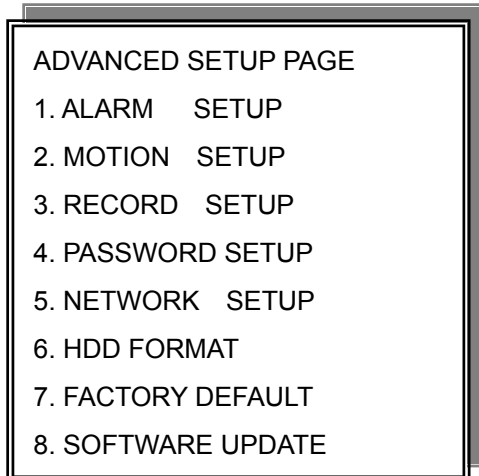 ADVANCED SETUP PAGE
1. ALARM SETUP
2. MOTION SETUP
3. RECORD SETUP
4. PASSWORD SETUP
5. NETWORK SETUP
6. HDD FORMAT
7. FACTORY DEFAULT
8. SOFTWARE UPDATE